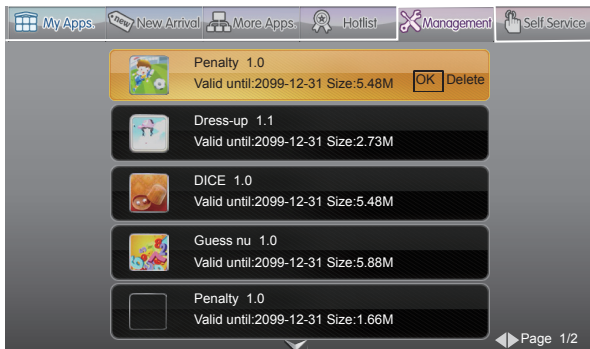 My Apps. new New Arrival More Apps. Hotlist Management Self Service
Penalty 1.0
Valid until:2099-12-31 Size:5.48M OK Delete
Dress-up 1.1
Valid until:2099-12-31 Size:2.73M
DICE 1.0
Valid until:2099-12-31 Size:5.48M
Guess nu 1.0
Valid until:2099-12-31 Size:5.88M
Penalty 1.0
Valid until:2099-12-31 Size:1.66M
Page 1/2